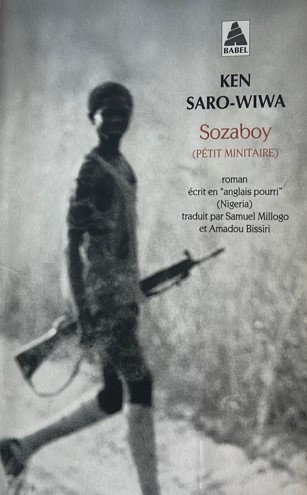 BABEL
KEN
SARO-WIWA
Sozaboy
(PÉTIT MINITAIRE)
roman
écrit en "anglais pourri"
(Nigeria)
traduit par Samuel Millogo
et Amadou Bissiri